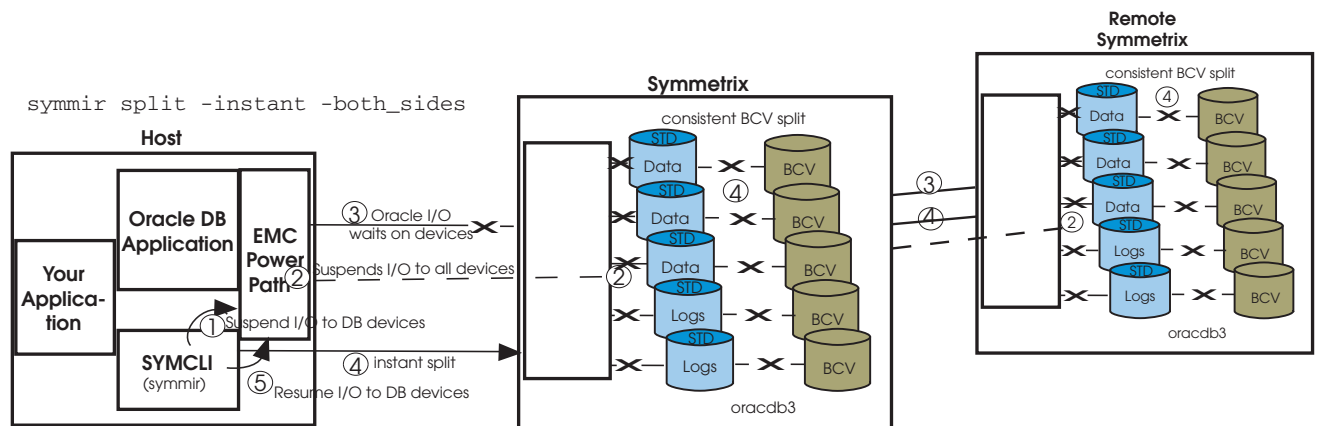 Remote
Symmetrix
symmir split -instant -both_sides
Host
Symmetrix
consistent BCV split
consistent BCV split
Oracle DB
Application
EMC
Power
Path
Your
Applica-
tion
SYMCLI
(symmir)
③ Oracle I/O
waits on devices
② Suspends I/O to all devices
①Suspend I/O to DB devices
④ instant split
⑤Resume I/O to DB devices
②
STD
Data
④
BCV
STD
Data
BCV
STD
Data
BCV
STD
Logs
BCV
STD
Logs
BCV
oracdb3
③
④
②
STD
Data
④
BCV
STD
Data
BCV
STD
Data
BCV
STD
Logs
BCV
STD
Logs
BCV
oracdb3